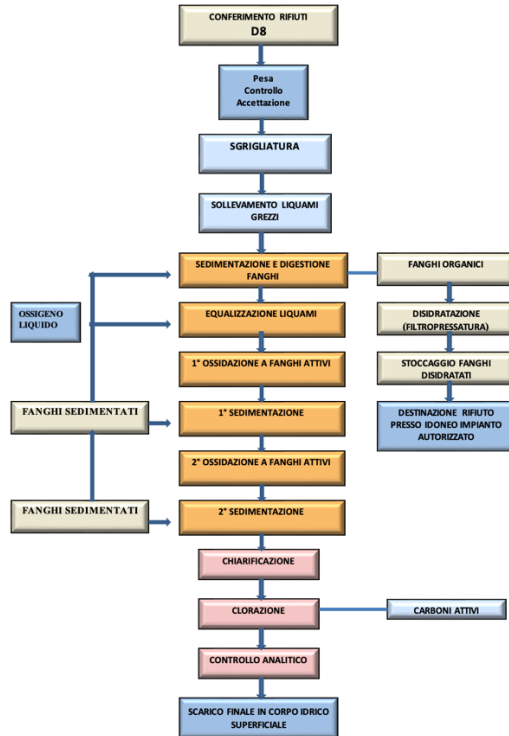 CONFERIMENTO RIFIUTI
D8
Pesa
Controllo
Accettazione
SGRIGLIATURA
SOLLEVAMENTO LIQUAMI
GREZZI
SEDIMENTAZIONE E DIGESTIONE
FANGHI
FANGHI ORGANICI
OSSIGENO
LIQUIDO
EQUALIZZAZIONE LIQUAMI
DISIDRATAZIONE
(FILTROPRESSATURA)
1° OSSIDAZIONE A FANGHI ATTIVI
STOCCAGGIO FANGHI
DISIDRATATI
FANGHI SEDIMENTATI
1° SEDIMENTAZIONE
DESTINAZIONE RIFIUTO
PRESSO IDONEO IMPIANTO
AUTORIZZATO
2° OSSIDAZIONE A FANGHI ATTIVI
FANGHI SEDIMENTATI
2° SEDIMENTAZIONE
CHIARIFICAZIONE
CLORAZIONE
CARBONI ATTIVI
CONTROLLO ANALITICO
SCARICO FINALE IN CORPO IDRICO
SUPERFICIALE